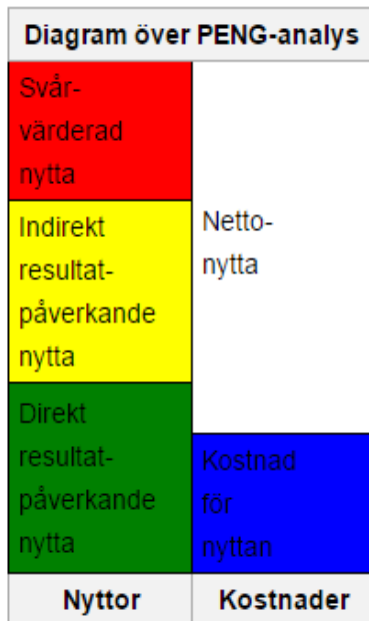 Diagram över PENG-analys
Svår-
värderad
nytta
Indirekt
resultat-
påverkande
nytta
Direkt
resultat-
påverkande
nytta
Netto-
nytta
Kostnad
för
nyttan
Nyttor
Kostnader